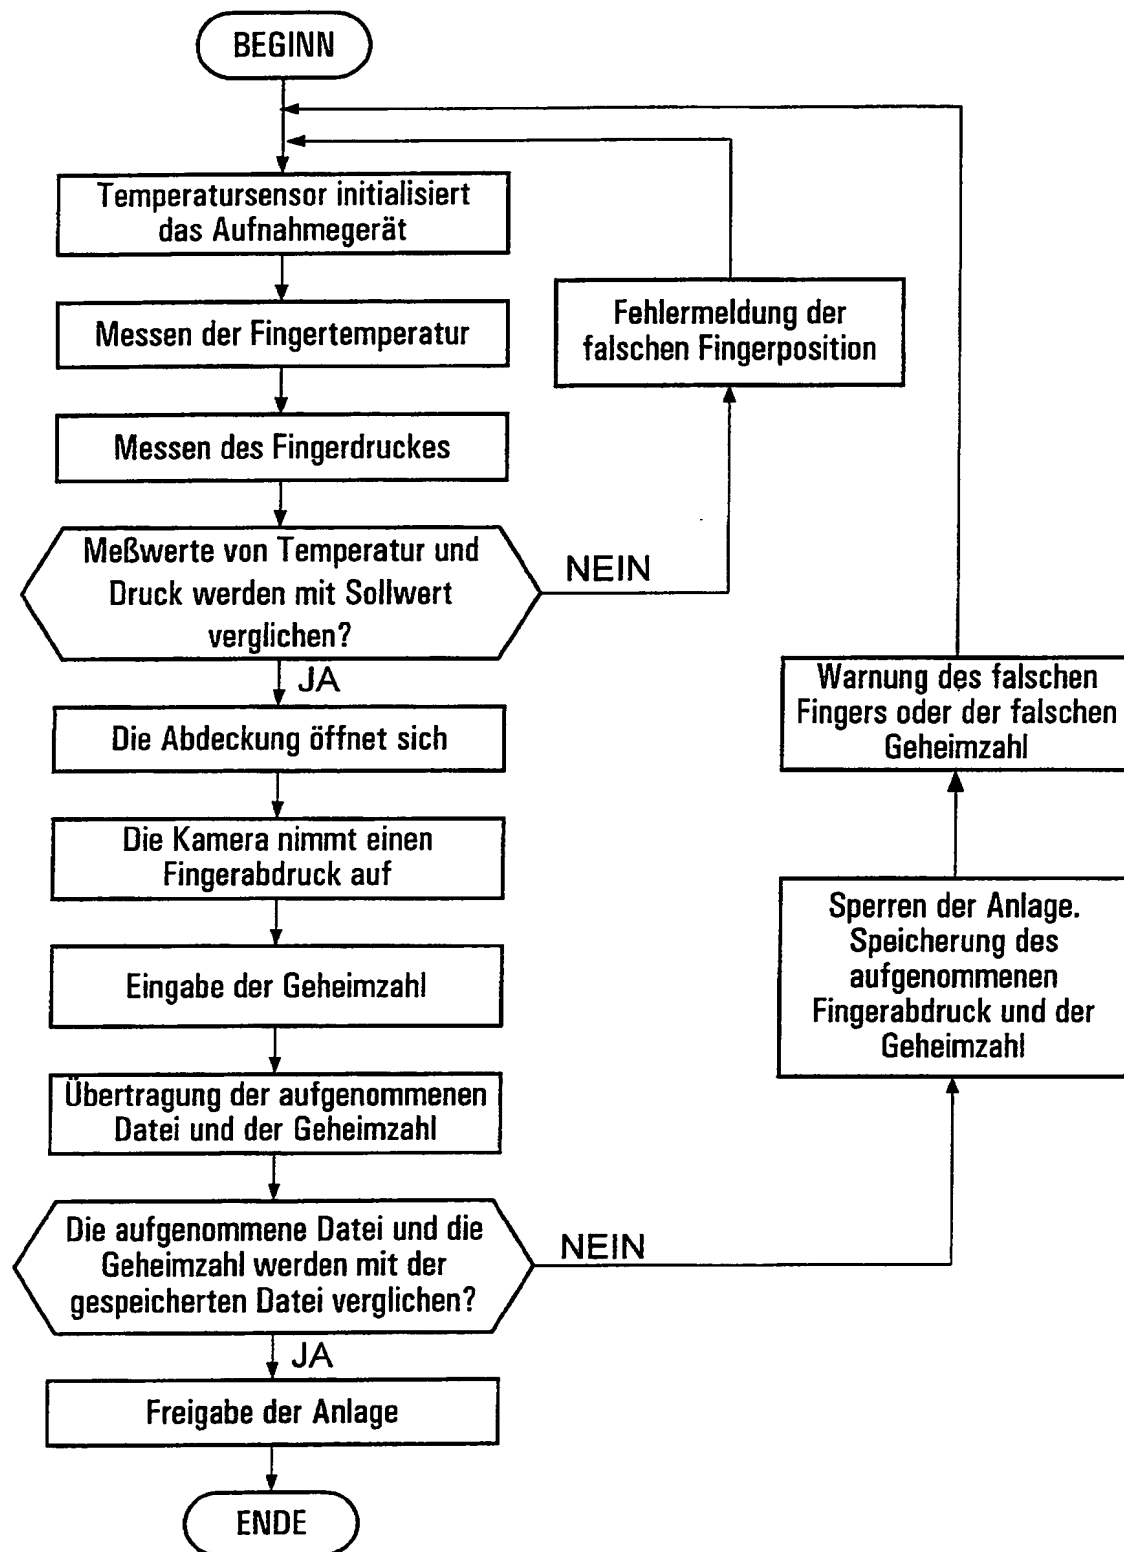 BEGINN
Temperatursensor initialisiert
das Aufnahmegerät
Messen der Fingertemperatur
Fehlermeldung der
falschen Fingerposition
Messen des Fingerdruckes
Meßwerte von Temperatur und
Druck werden mit Sollwert
verglichen?
NEIN
JA
Die Abdeckung öffnet sich
Warnung des falschen
Fingers oder der falschen
Geheimzahl
Die Kamera nimmt einen
Fingerabdruck auf
Sperren der Anlage.
Speicherung des
aufgenommenen
Fingerabdruck und der
Geheimzahl
Eingabe der Geheimzahl
Übertragung der aufgenommenen
Datei und der Geheimzahl
Die aufgenommene Datei und die
Geheimzahl werden mit der
gespeicherten Datei verglichen?
NEIN
JA
Freigabe der Anlage
ENDE